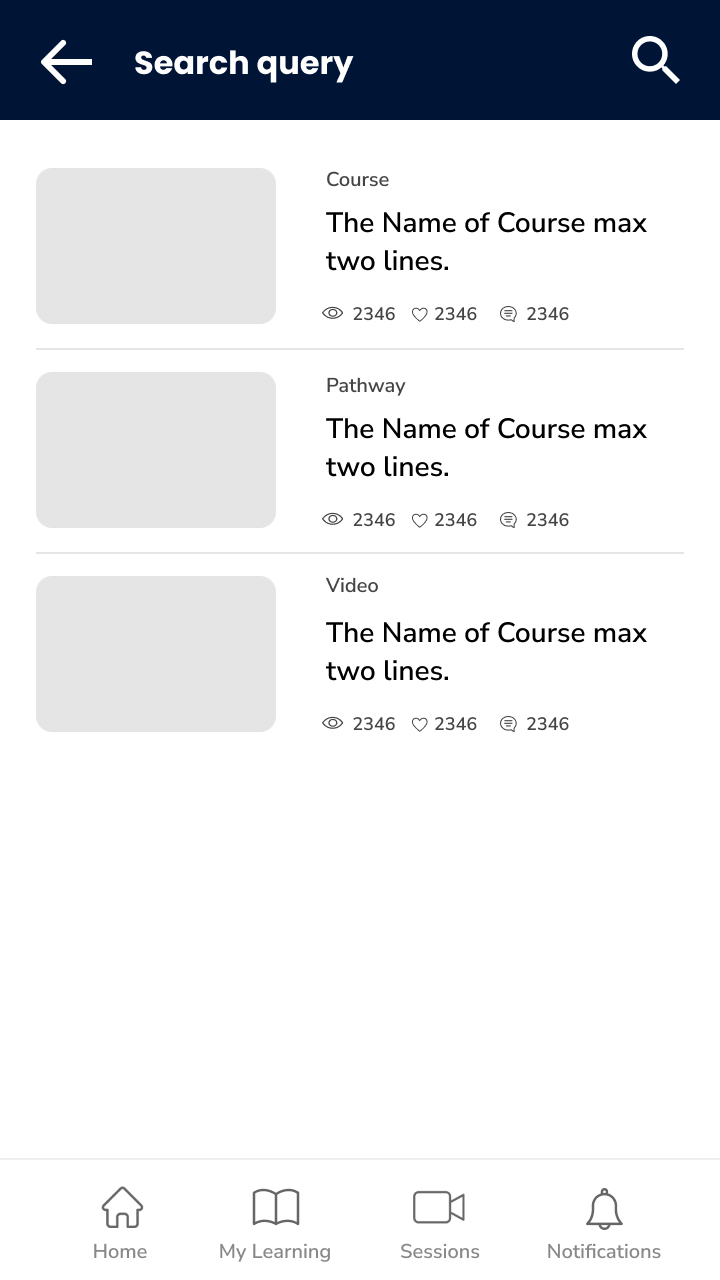 Search query
Course
The Name of Course max
two lines.
2346 2346 2346
Pathway
The Name of Course max
two lines.
2346 2346 2346
Video
The Name of Course max
two lines.
2346 2346 2346
Home My Learning Sessions Notifications